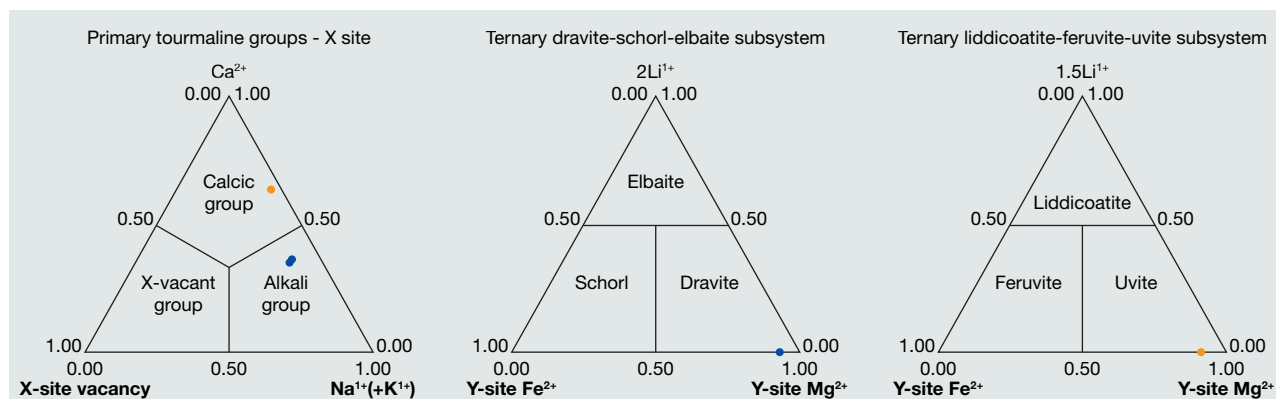 Primary tourmaline groups - X site
Ca²⁺
0.00 1.00
Calcic
group
0.50 0.50
X-vacant
group
Alkali
group
1.00 0.00
0.00 0.50 1.00
X-site vacancy Na¹⁺(+K¹⁺)
Ternary dravite-schorl-elbaite subsystem
2Li¹⁺
0.00 1.00
Elbaite
0.50 0.50
Schorl Dravite
1.00 0.00
0.00 0.50 1.00
Y-site Fe²⁺ Y-site Mg²⁺
Ternary liddicoatite-feruvite-uvite subsystem
1.5Li¹⁺
0.00 1.00
Liddicoatite
0.50 0.50
Feruvite Uvite
1.00 0.00
0.00 0.50 1.00
Y-site Fe²⁺ Y-site Mg²⁺